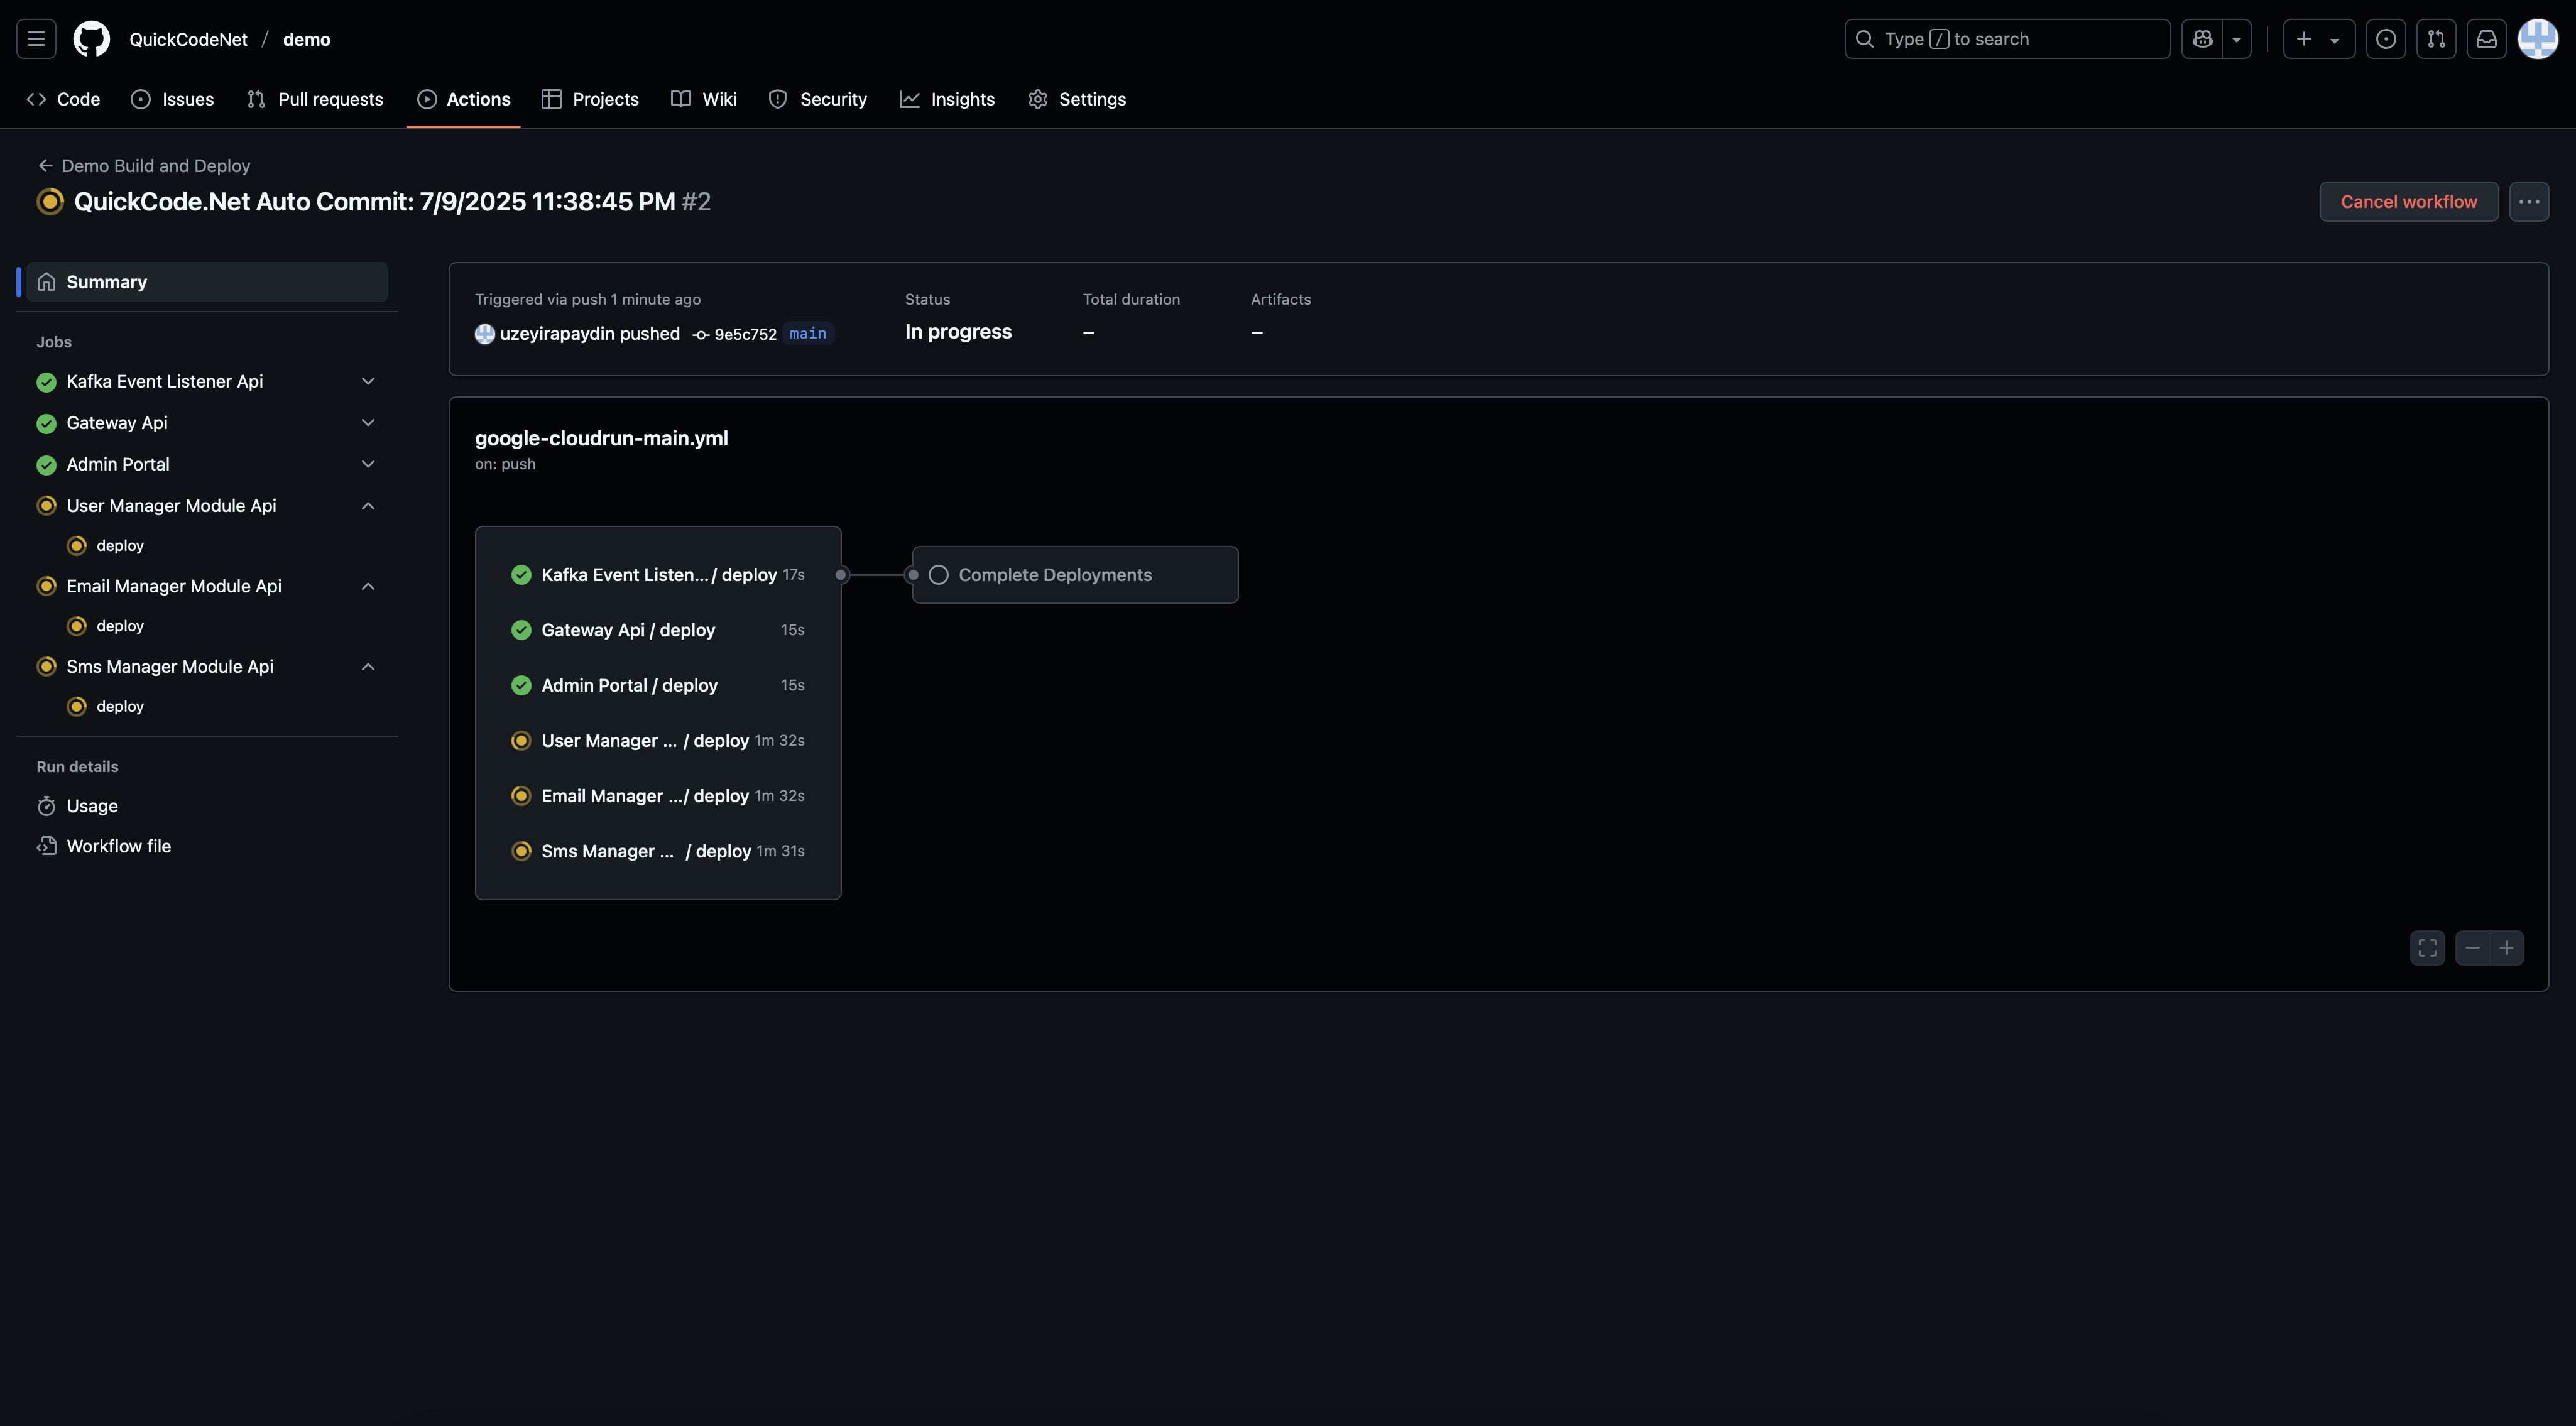 QuickCodeNet / demo
Type / to search
Code Issues Pull requests Actions Projects Wiki Security Insights Settings
Demo Build and Deploy
QuickCode.Net Auto Commit: 7/9/2025 11:38:45 PM #2
Cancel workflow
Summary
Jobs
Kafka Event Listener Api
Gateway Api
Admin Portal
User Manager Module Api
deploy
Email Manager Module Api
deploy
Sms Manager Module Api
deploy
Run details
Usage
Workflow file
Triggered via push 1 minute ago
uzeyirapaydin pushed 9e5c752 main
Status
In progress
Total duration
–
Artifacts
–
google-cloudrun-main.yml
on: push
Kafka Event Listen... / deploy 17s
Gateway Api / deploy 15s
Admin Portal / deploy 15s
User Manager ... / deploy 1m 32s
Email Manager ... / deploy 1m 32s
Sms Manager ... / deploy 1m 31s
Complete Deployments